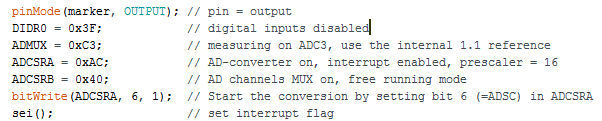 pinMode(marker, OUTPUT); // pin = output
DIDR0 = 0x3F; // digital inputs disabled
ADMUX = 0xC3; // measuring on ADC3, use the internal 1.1 reference
ADCSRA = 0xAC; // AD-converter on, interrupt enabled, prescaler = 16
ADCSRB = 0x40; // AD channels MUX on, free running mode
bitWrite(ADCSRA, 6, 1); // Start the conversion by setting bit 6 (=ADSC) in ADCSRA
sei(); // set interrupt flag